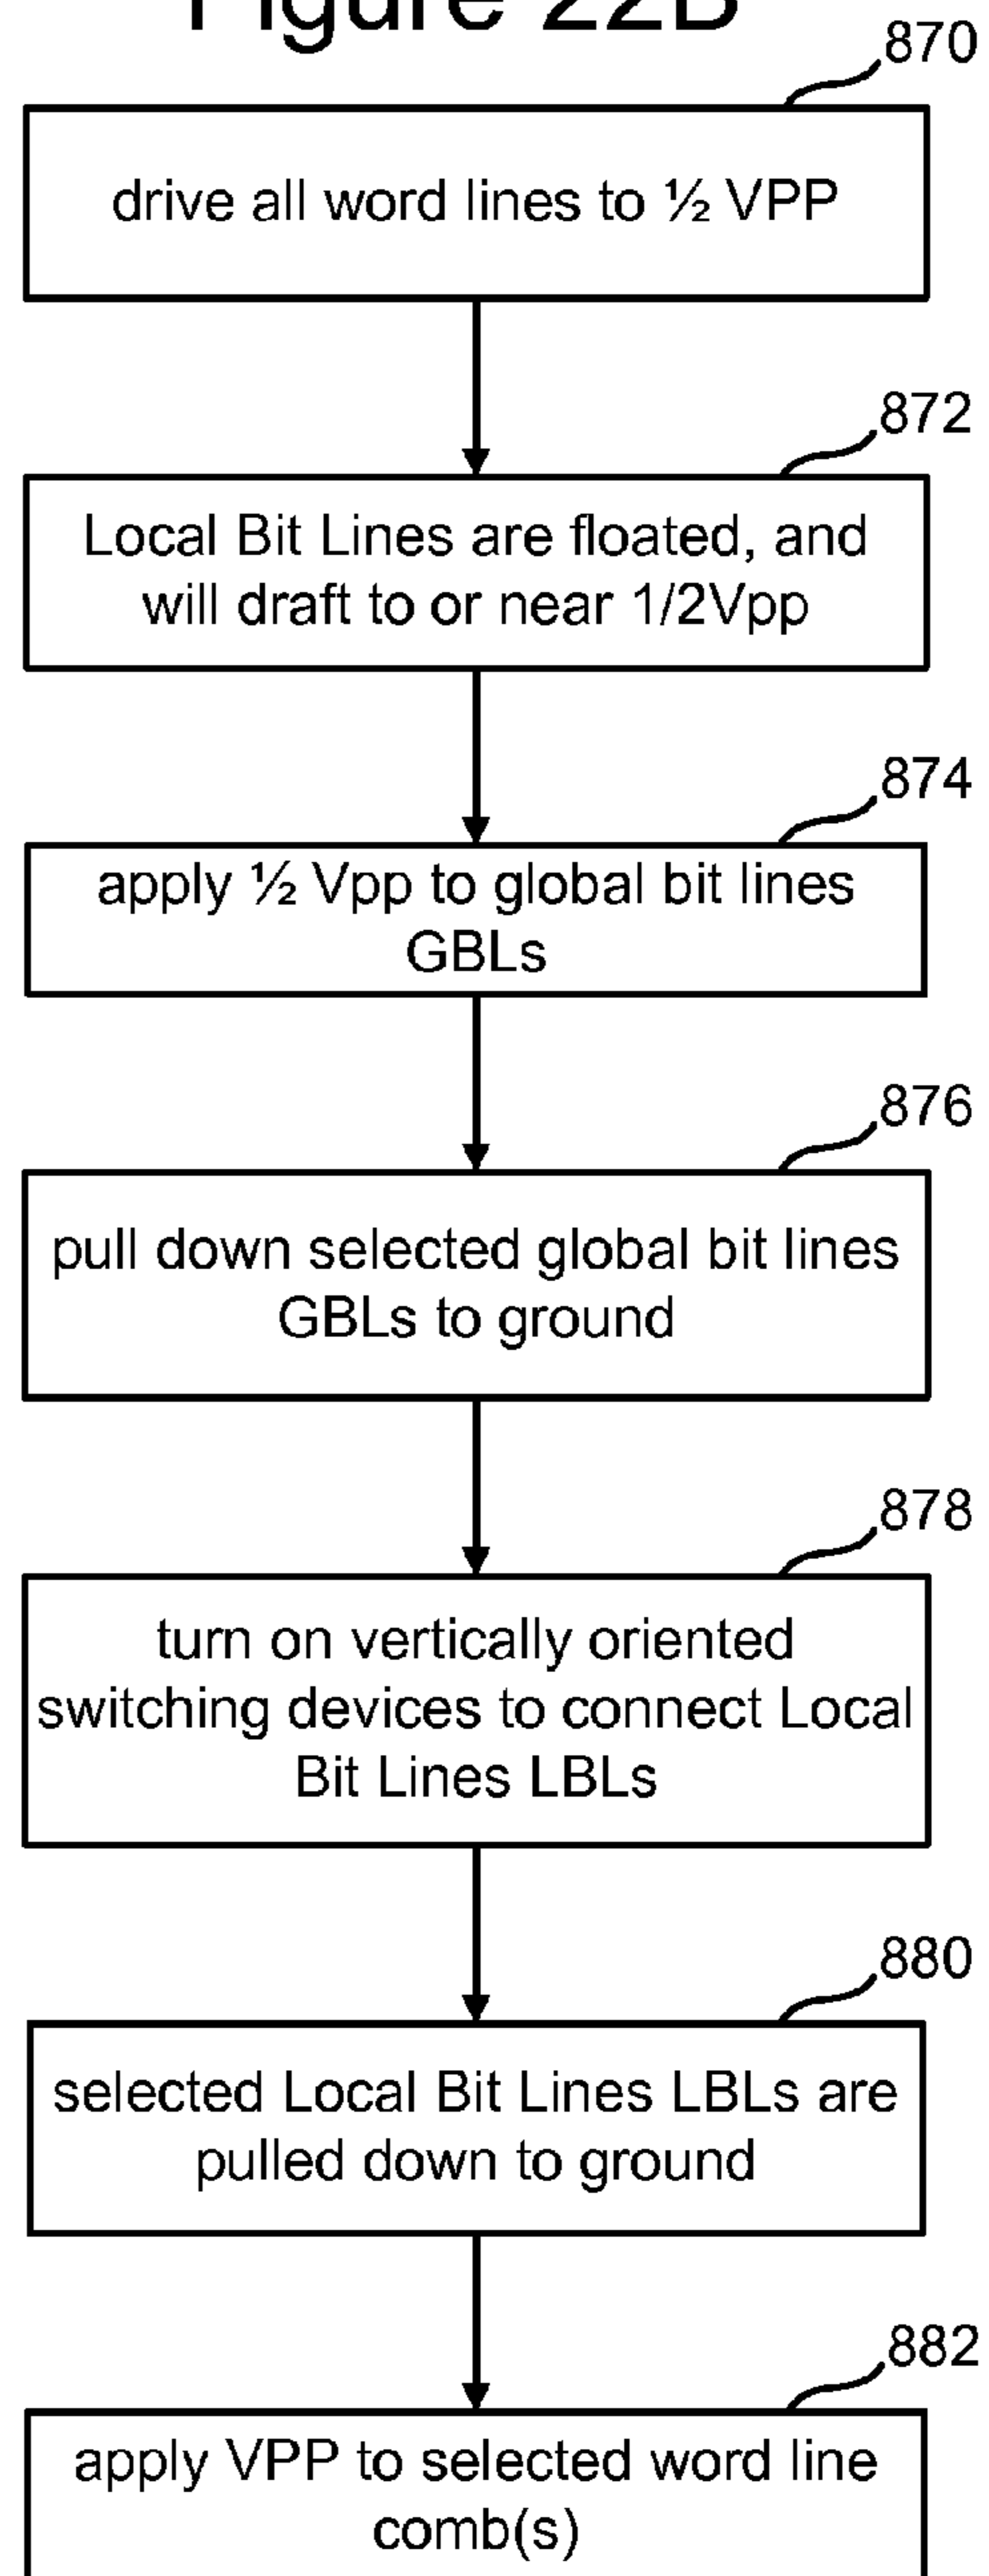 Figure 22B
870
drive all word lines to ½ VPP
872
Local Bit Lines are floated, and
will draft to or near 1/2Vpp
874
apply ½ Vpp to global bit lines
GBLs
876
pull down selected global bit lines
GBLs to ground
878
turn on vertically oriented
switching devices to connect Local
Bit Lines LBLs
880
selected Local Bit Lines LBLs are
pulled down to ground
882
apply VPP to selected word line
comb(s)